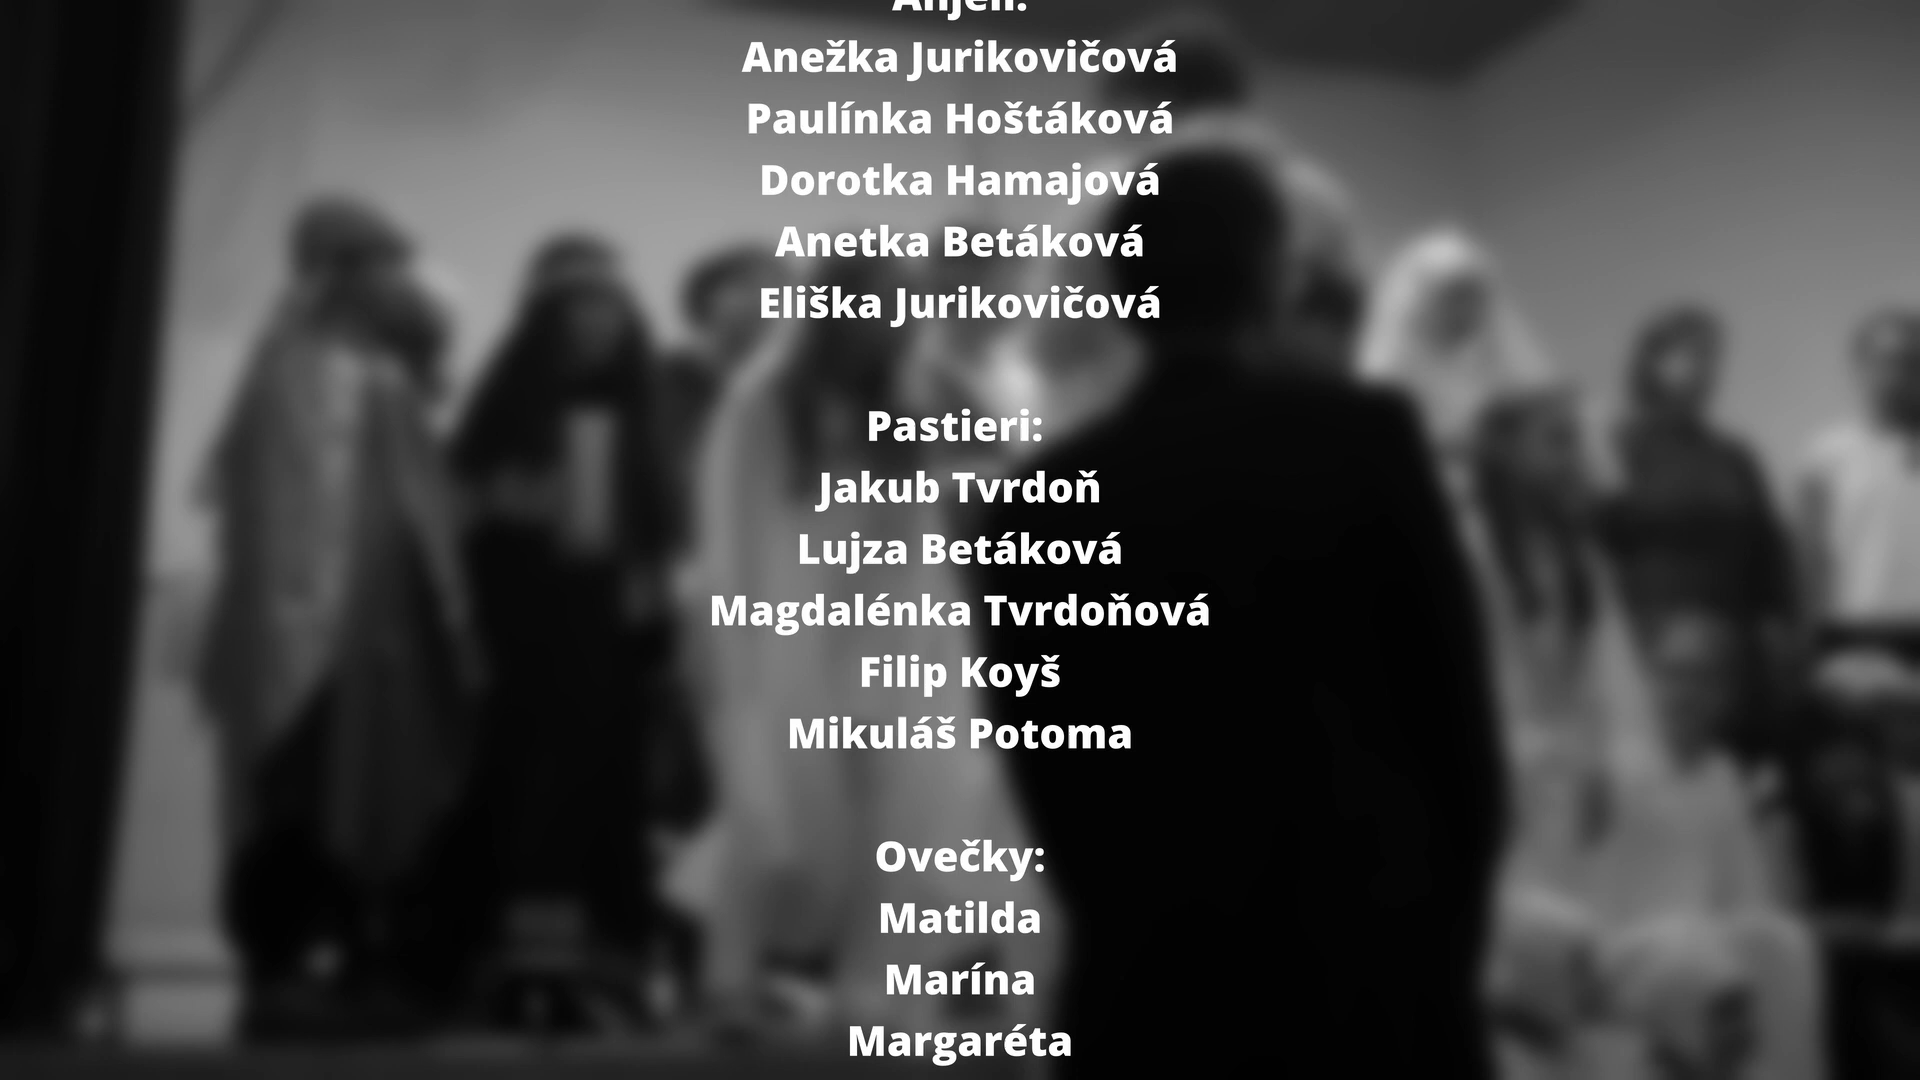 Anjeli:
Anežka Jurikovičová
Paulínka Hoštáková
Dorotka Hamajová
Anetka Betáková
Eliška Jurikovičová
Pastieri:
Jakub Tvrdoň
Lujza Betáková
Magdalénka Tvrdoňová
Filip Koyš
Mikuláš Potoma
Ovečky:
Matilda
Marína
Margaréta